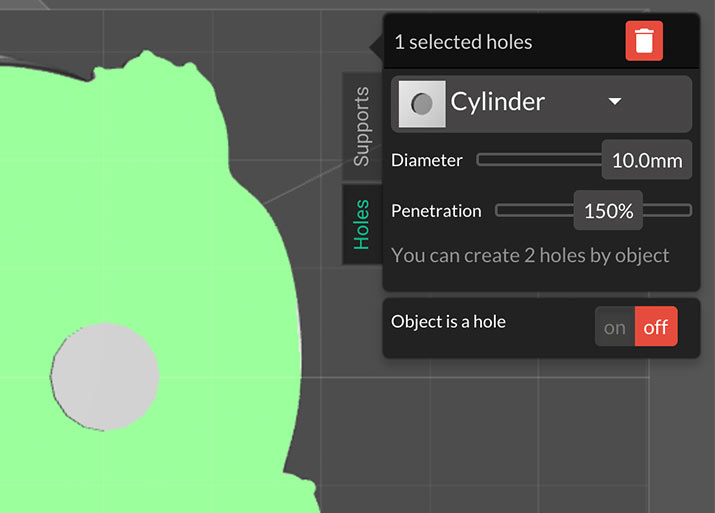 1 selected holes
Cylinder
Supports
Diameter 10.0mm
Penetration 150%
Holes
You can create 2 holes by object
Object is a hole on off